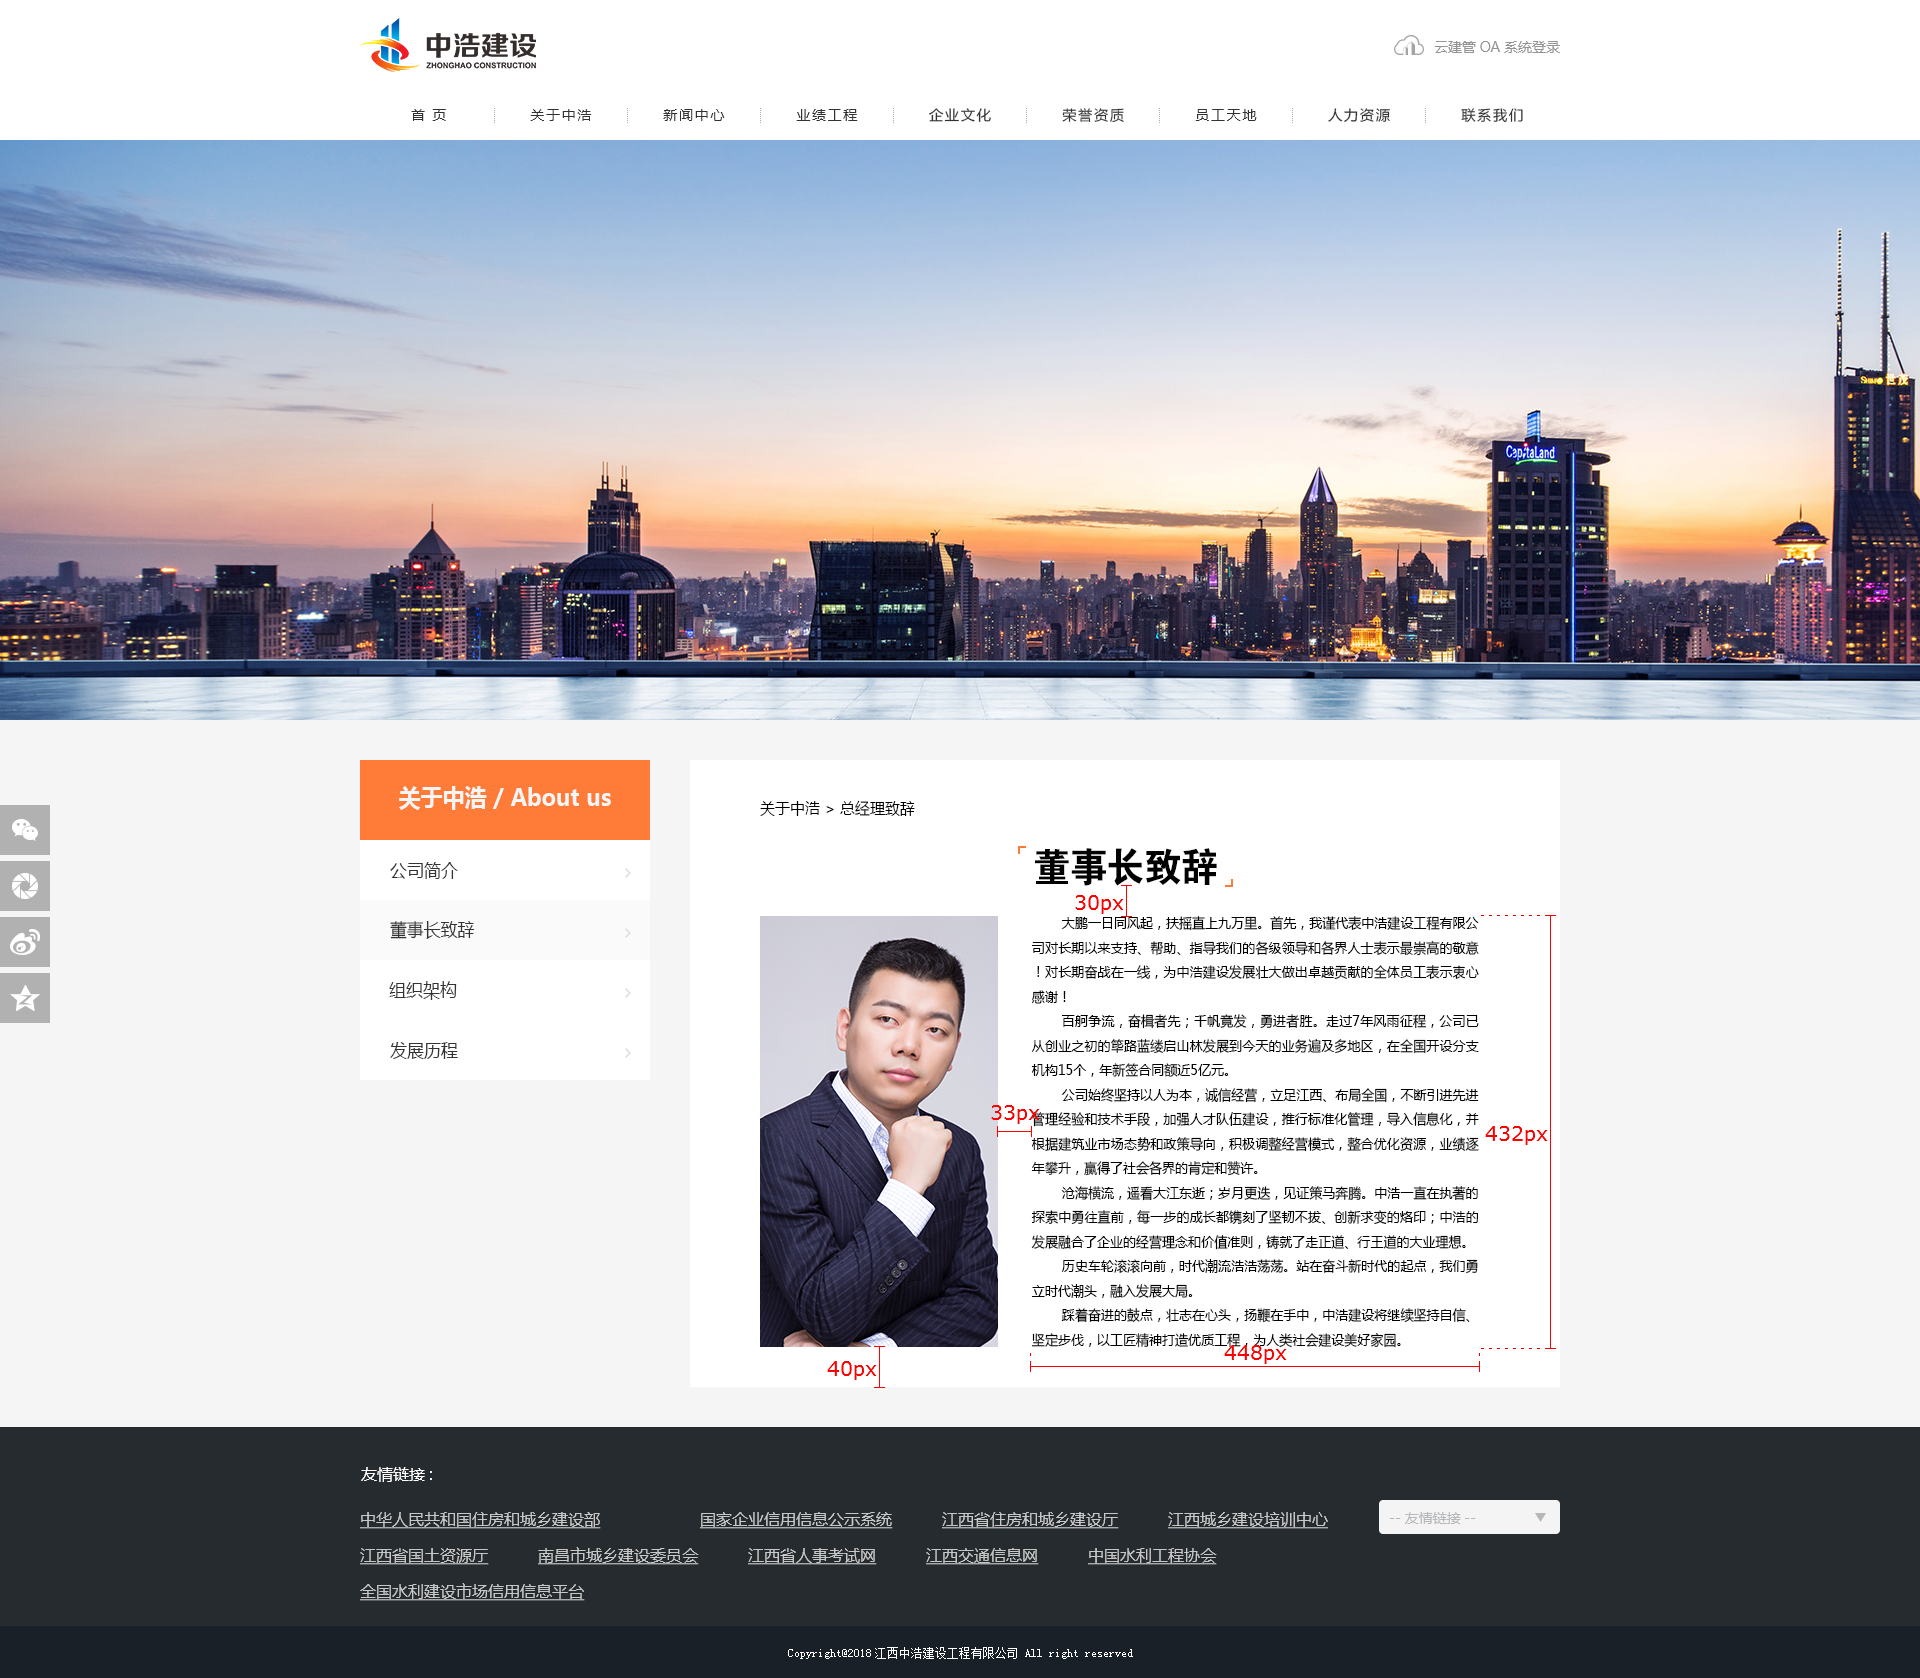 中浩建设
ZHONGHAO CONSTRUCTION
云建管 OA 系统登录
首 页
关于中浩
新闻中心
业绩工程
企业文化
荣誉资质
员工天地
人力资源
联系我们
世茂
CapitaLand
关于中浩 / About us
公司简介
董事长致辞
组织架构
发展历程
关于中浩 > 总经理致辞
董事长致辞
30px
大鹏一日同风起，扶摇直上九万里。首先，我谨代表中浩建设工程有限公
司对长期以来支持、帮助、指导我们的各级领导和各界人士表示最崇高的敬意
！对长期奋战在一线，为中浩建设发展壮大做出卓越贡献的全体员工表示衷心
感谢！
百舸争流，奋楫者先；千帆竟发，勇进者胜。走过7年风雨征程，公司已
从创业之初的筚路蓝缕启山林发展到今天的业务遍及多地区，在全国开设分支
机构15个，年新签合同额近5亿元。
公司始终坚持以人为本，诚信经营，立足江西、布局全国，不断引进先进
管理经验和技术手段，加强人才队伍建设，推行标准化管理，导入信息化，并
根据建筑业市场态势和政策导向，积极调整经营模式，整合优化资源，业绩逐
年攀升，赢得了社会各界的肯定和赞许。
沧海横流，遥看大江东逝；岁月更迭，见证策马奔腾。中浩一直在执著的
探索中勇往直前，每一步的成长都镌刻了坚韧不拔、创新求变的烙印；中浩的
发展融合了企业的经营理念和价值准则，铸就了走正道、行王道的大业理想。
历史车轮滚滚向前，时代潮流浩浩荡荡。站在奋斗新时代的起点，我们勇
立时代潮头，融入发展大局。
踩着奋进的鼓点，壮志在心头，扬鞭在手中，中浩建设将继续坚持自信、
坚定步伐，以工匠精神打造优质工程，为人类社会建设美好家园。
33px
432px
448px
40px
友情链接：
中华人民共和国住房和城乡建设部
国家企业信用信息公示系统
江西省住房和城乡建设厅
江西城乡建设培训中心
-- 友情链接 --
江西省国土资源厅
南昌市城乡建设委员会
江西省人事考试网
江西交通信息网
中国水利工程协会
全国水利建设市场信用信息平台
Copyright@2018 江西中浩建设工程有限公司 All right reserved